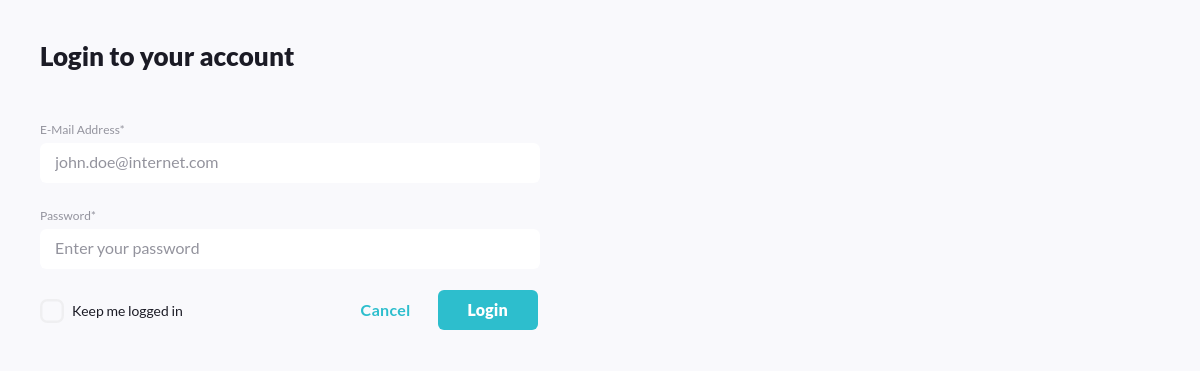 Login to your account
E-Mail Address*
john.doe@internet.com
Password*
Enter your password
Keep me logged in
Cancel
Login